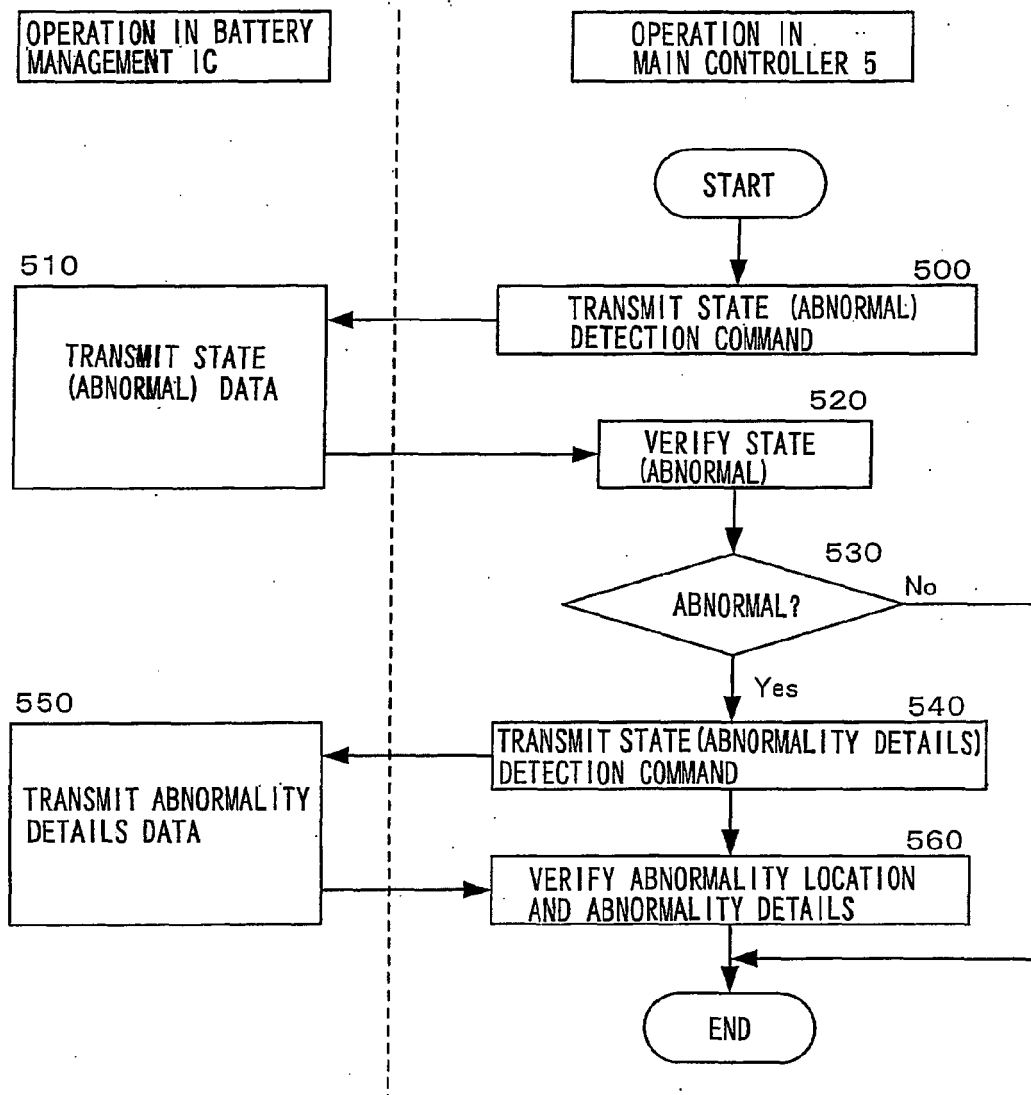 OPERATION IN BATTERY
MANAGEMENT IC
OPERATION IN
MAIN CONTROLLER 5
START
510
500
TRANSMIT STATE (ABNORMAL)
DETECTION COMMAND
TRANSMIT STATE
(ABNORMAL) DATA
520
VERIFY STATE
(ABNORMAL)
530
No
ABNORMAL?
Yes
550
540
TRANSMIT STATE (ABNORMALITY DETAILS)
DETECTION COMMAND
TRANSMIT ABNORMALITY
DETAILS DATA
560
VERIFY ABNORMALITY LOCATION
AND ABNORMALITY DETAILS
END